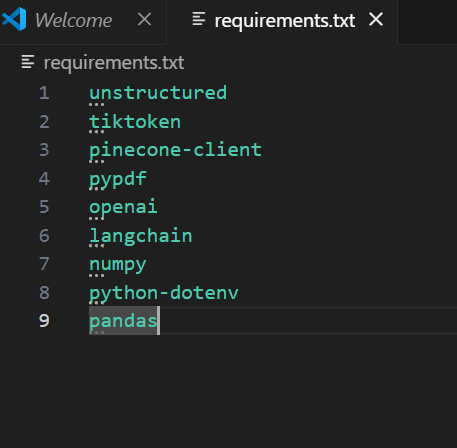 Welcome requirements.txt
requirements.txt
1 unstructured
2 tiktoken
3 pinecone-client
4 pypdf
5 openai
6 langchain
7 numpy
8 python-dotenv
9 pandas